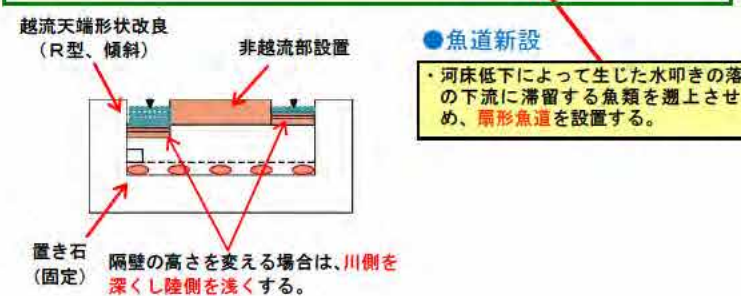 越流天端形状改良
（R型、傾斜）
非越流部設置
置き石
（固定）
隔壁の高さを変える場合は、川側を
深くし陸側を浅くする。
●魚道新設
・河床低下によって生じた水叩きの落
の下流に滞留する魚類を遡上させ
め、扇形魚道を設置する。